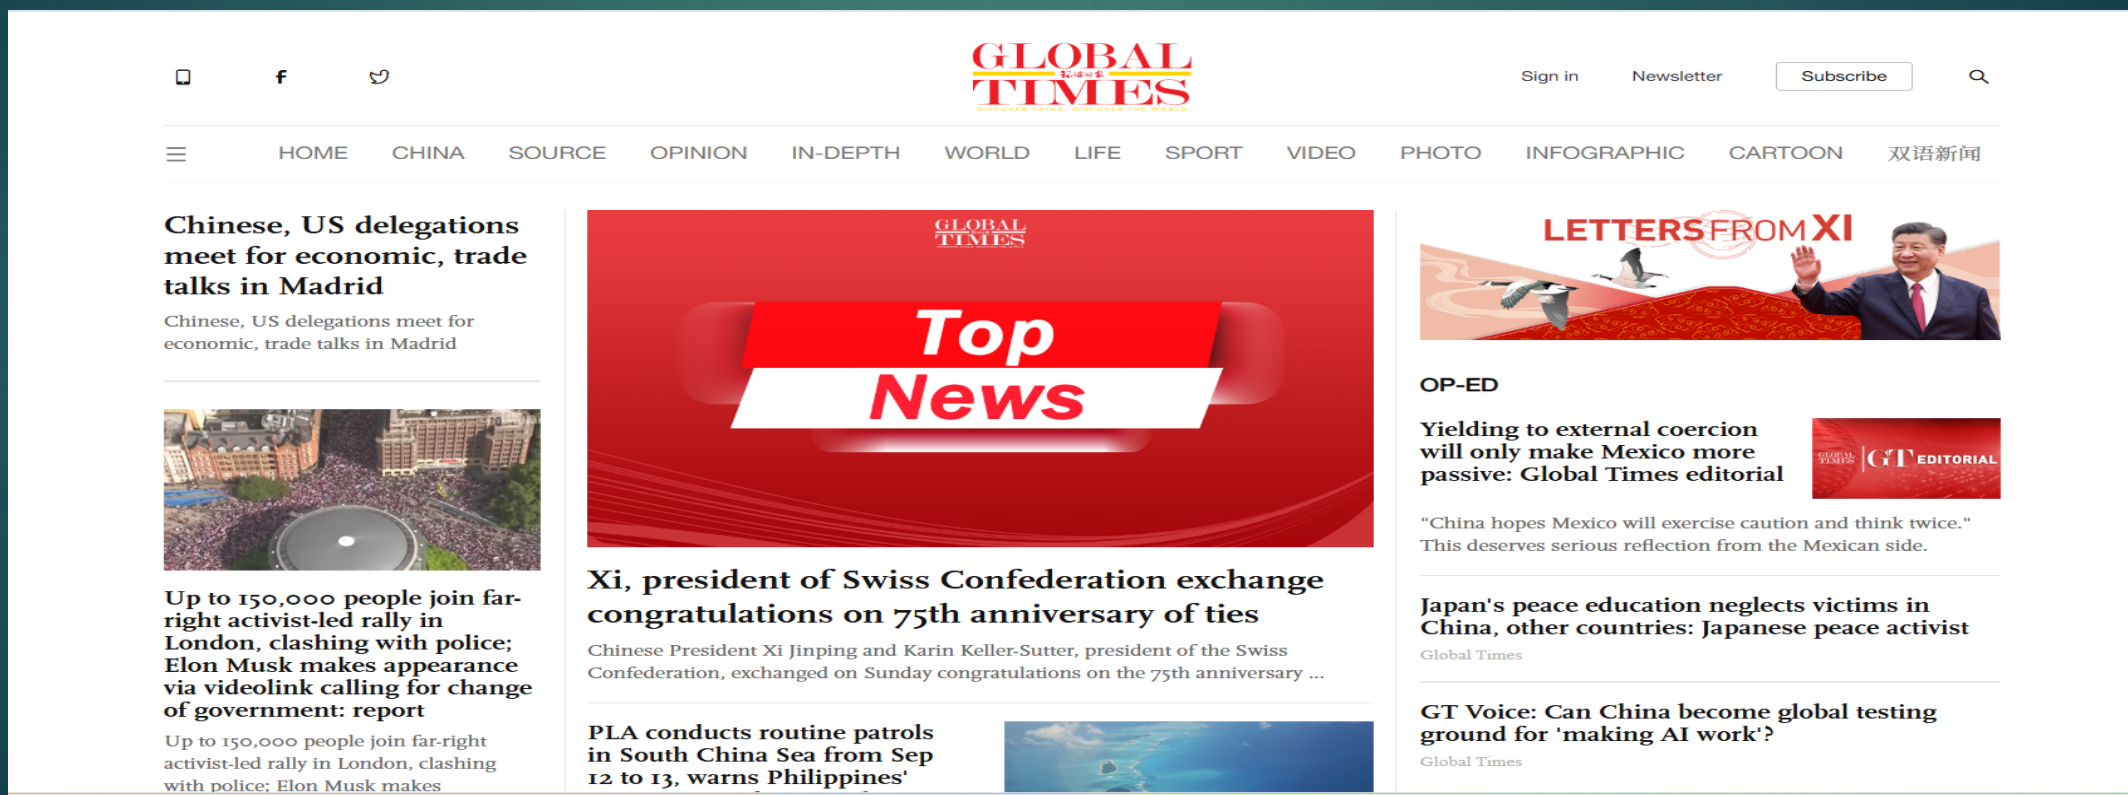 GLOBAL
TIMES
DISCOVER CHINA, DISCOVER THE WORLD
Sign in
Newsletter
Subscribe
HOME
CHINA
SOURCE
OPINION
IN-DEPTH
WORLD
LIFE
SPORT
VIDEO
PHOTO
INFOGRAPHIC
CARTOON
双语新闻
Chinese, US delegations
meet for economic, trade
talks in Madrid
Chinese, US delegations meet for
economic, trade talks in Madrid
Up to 150,000 people join far-
right activist-led rally in
London, clashing with police;
Elon Musk makes appearance
via videolink calling for change
of government: report
Up to 150,000 people join far-right
activist-led rally in London, clashing
with police; Elon Musk makes
GLOBAL
TIMES
Top
News
Xi, president of Swiss Confederation exchange
congratulations on 75th anniversary of ties
Chinese President Xi Jinping and Karin Keller-Sutter, president of the Swiss
Confederation, exchanged on Sunday congratulations on the 75th anniversary ...
PLA conducts routine patrols
in South China Sea from Sep
12 to 13, warns Philippines'
LETTERS FROM XI
OP-ED
Yielding to external coercion
will only make Mexico more
passive: Global Times editorial
GLOBAL
TIMES
GT EDITORIAL
"China hopes Mexico will exercise caution and think twice."
This deserves serious reflection from the Mexican side.
Japan's peace education neglects victims in
China, other countries: Japanese peace activist
Global Times
GT Voice: Can China become global testing
ground for 'making AI work'?
Global Times